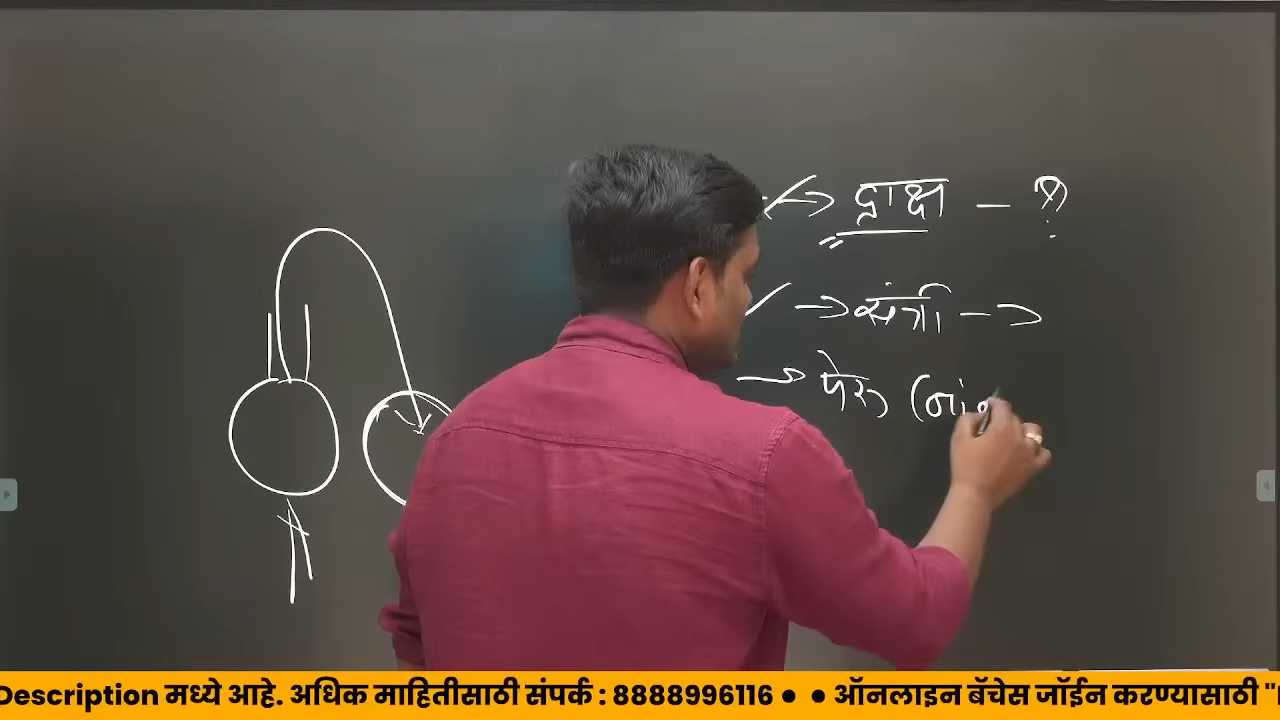 → द्राक्ष - ?
→ संत्री →
→ पेरू (
Description मध्ये आहे. अधिक माहितीसाठी संपर्क : 8888996116 ● ● ऑनलाइन बॅचेस जॉईन करण्यासाठी "